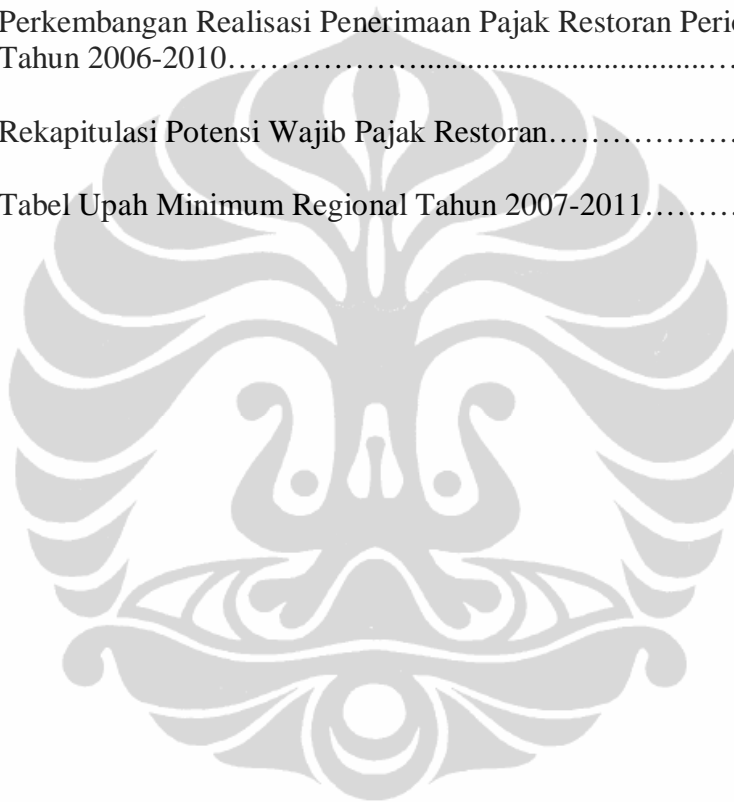 Perkembangan Realisasi Penerimaan Pajak Restoran
Tahun 2006-2010……………….....................................…
Rekapitulasi Potensi Wajib Pajak Restoran………………
Tabel Upah Minimum Regional Tahun 2007-2011………